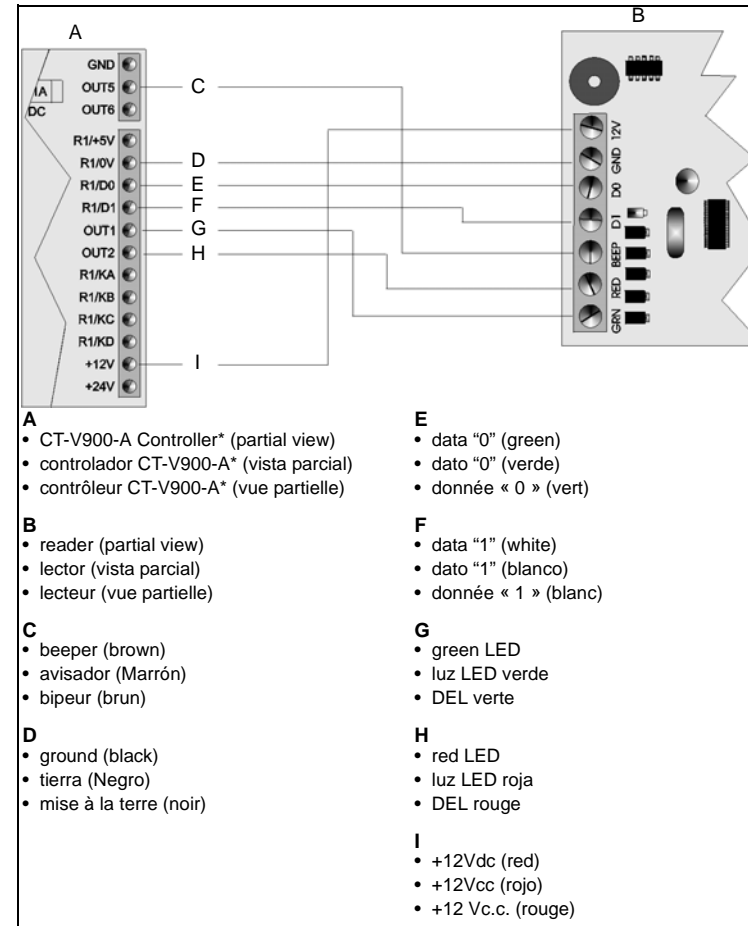 A
B
GND
OUT5
OUT6
1A
DC
R1/+5V
R1/0V
R1/D0
R1/D1
OUT1
OUT2
R1/KA
R1/KB
R1/KC
R1/KD
+12V
+24V
C
D
E
F
G
H
I
12V
GND
D0
D1
BEEP
RED
GRN
A
• CT-V900-A Controller* (partial view)
• controlador CT-V900-A* (vista parcial)
• contrôleur CT-V900-A* (vue partielle)
B
• reader (partial view)
• lector (vista parcial)
• lecteur (vue partielle)
C
• beeper (brown)
• avisador (Marrón)
• bipeur (brun)
D
• ground (black)
• tierra (Negro)
• mise à la terre (noir)
E
• data “0” (green)
• dato “0” (verde)
• donnée « 0 » (vert)
F
• data “1” (white)
• dato “1” (blanco)
• donnée « 1 » (blanc)
G
• green LED
• luz LED verde
• DEL verte
H
• red LED
• luz LED roja
• DEL rouge
I
• +12Vdc (red)
• +12Vcc (rojo)
• +12 Vc.c. (rouge)